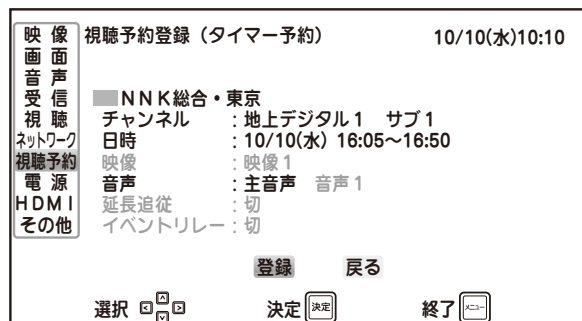 視聴予約登録（タイマー予約） 10/10(水)10:10
映 像
画 面
音 声
受 信
視 聴
ネットワーク
視聴予約
電 源
HDMI
その他
NNK総合・東京
チャンネル ：地上デジタル1 サブ1
日時 ：10/10(水) 16:05〜16:50
映像 ：映像1
音声 ：主音声 音声1
延長追従 ：切
イベントリレー：切
登録 戻る
選択 決定 決定 終了 メニュー